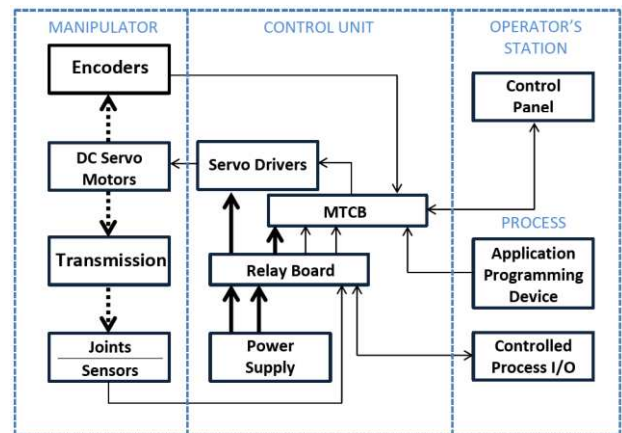 MANIPULATOR
Encoders
DC Servo
Motors
Transmission
Joints
Sensors
CONTROL UNIT
Servo Drivers
MTCB
Relay Board
Power
Supply
OPERATOR'S
STATION
Control
Panel
PROCESS
Application
Programming
Device
Controlled
Process I/O